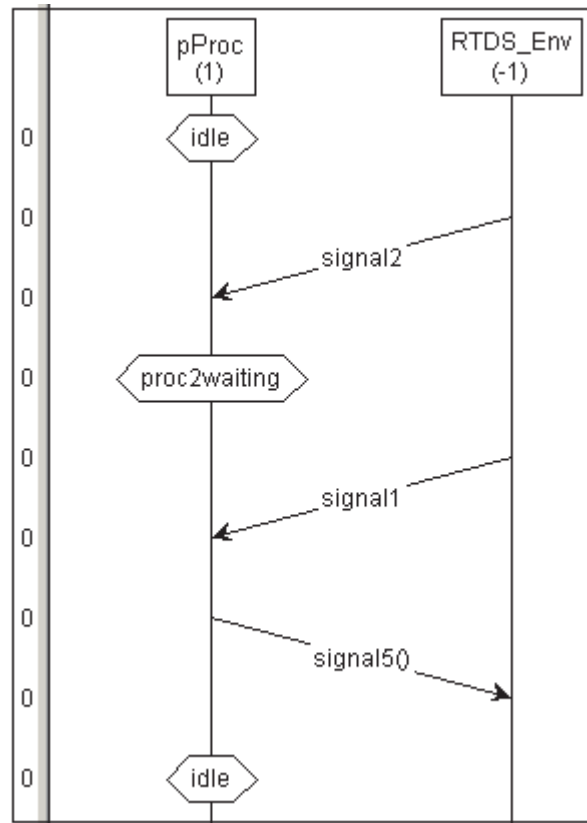 pProc
(1)
RTDS_Env
(-1)
0
idle
0
signal2
0
0
proc2waiting
0
signal1
0
0
signal5()
0
0
idle